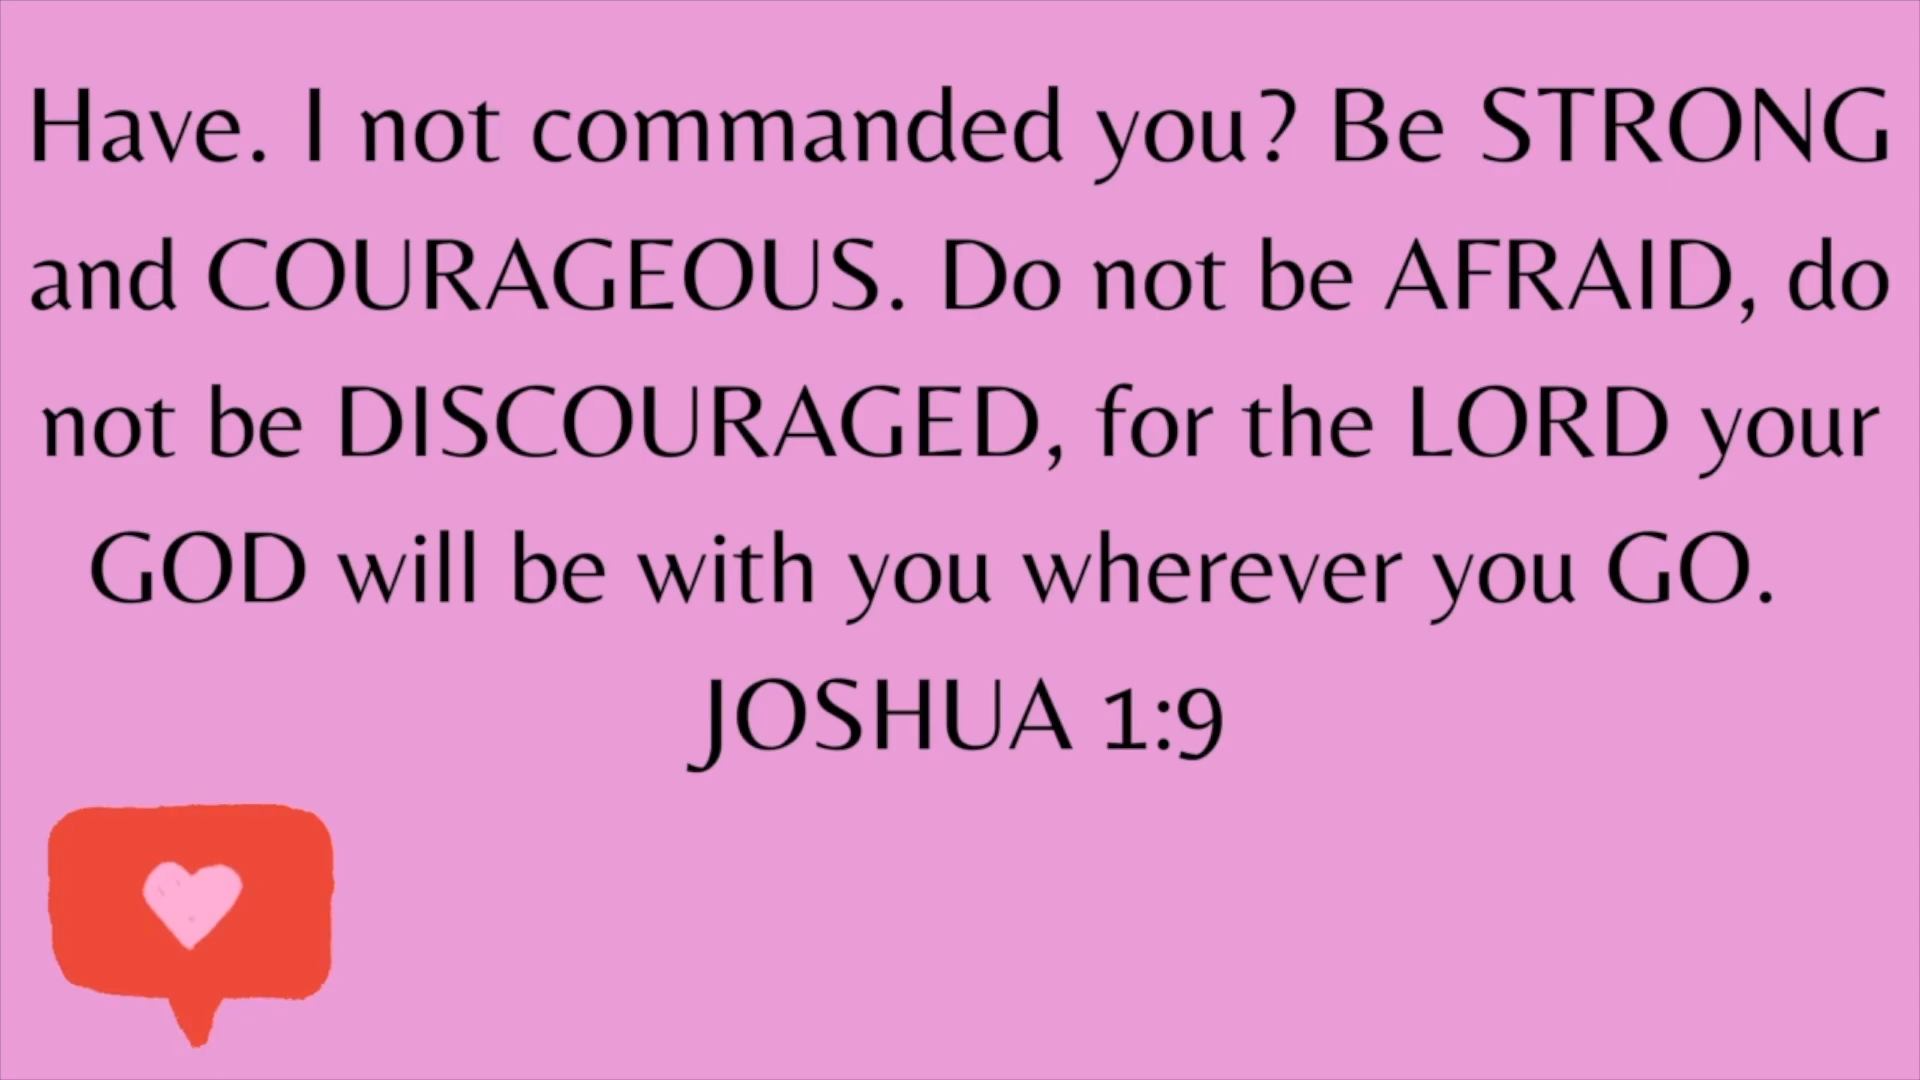 Have. I not commanded you? Be STRONG
and COURAGEOUS. Do not be AFRAID, do
not be DISCOURAGED, for the LORD your
GOD will be with you wherever you GO.
JOSHUA 1:9